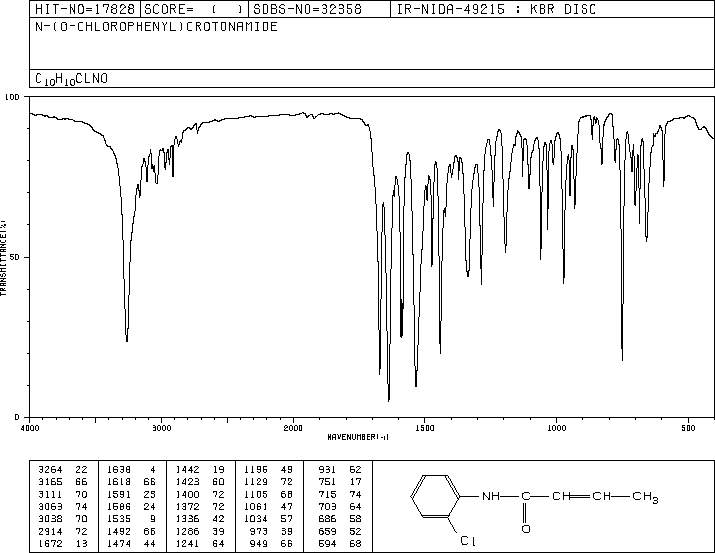 HIT-NO=17828 SCORE= ( ) SDBS-NO=32358 IR-NIDA-49215 : KBR DISC
N-(O-CHLOROPHENYL)CROTONAMIDE
C10H10CLNO
100
TRANSMITTANCE(%)
50
0
4000 3000 2000 1500 1000 500
WAVENUMBER(-1)
3264 22 1638 4 1442 19 1196 49 931 62
3165 66 1618 66 1423 60 1129 72 751 17
3111 70 1591 25 1400 72 1105 68 715 74
3063 74 1586 24 1372 72 1061 47 703 64
3038 70 1535 9 1336 42 1034 57 686 58
2914 72 1492 66 1286 39 973 39 659 52
1672 13 1474 44 1241 64 949 66 594 68
NH C CH CH CH3
O
Cl